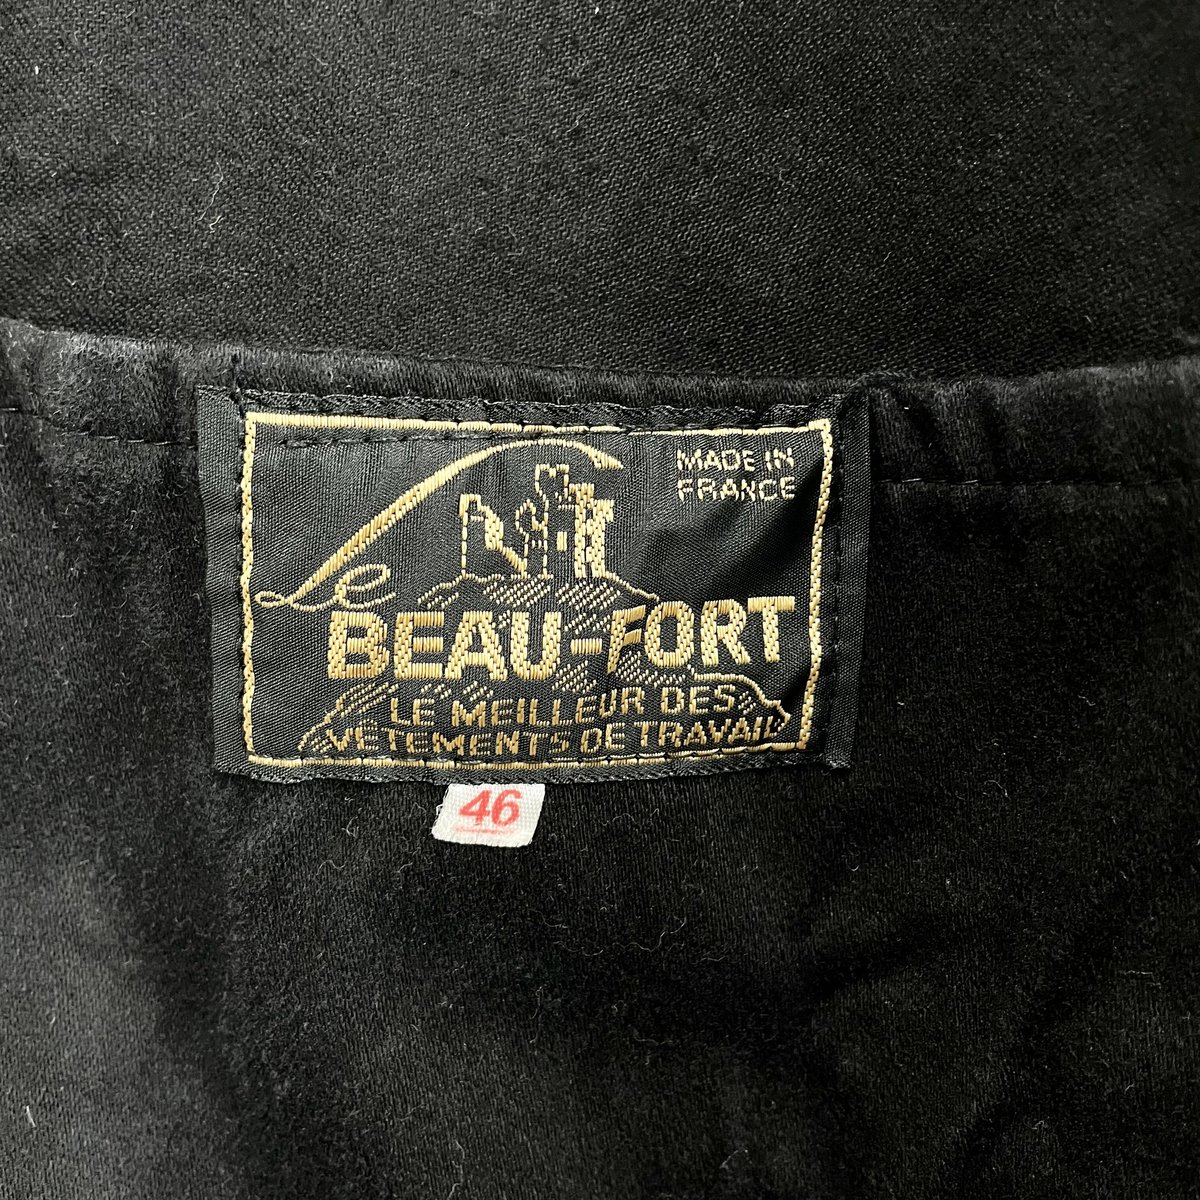 MADE IN
FRANCE
Le
BEAU-FORT
LE MEILLEUR DES
VÊTEMENTS DE TRAVAIL
46